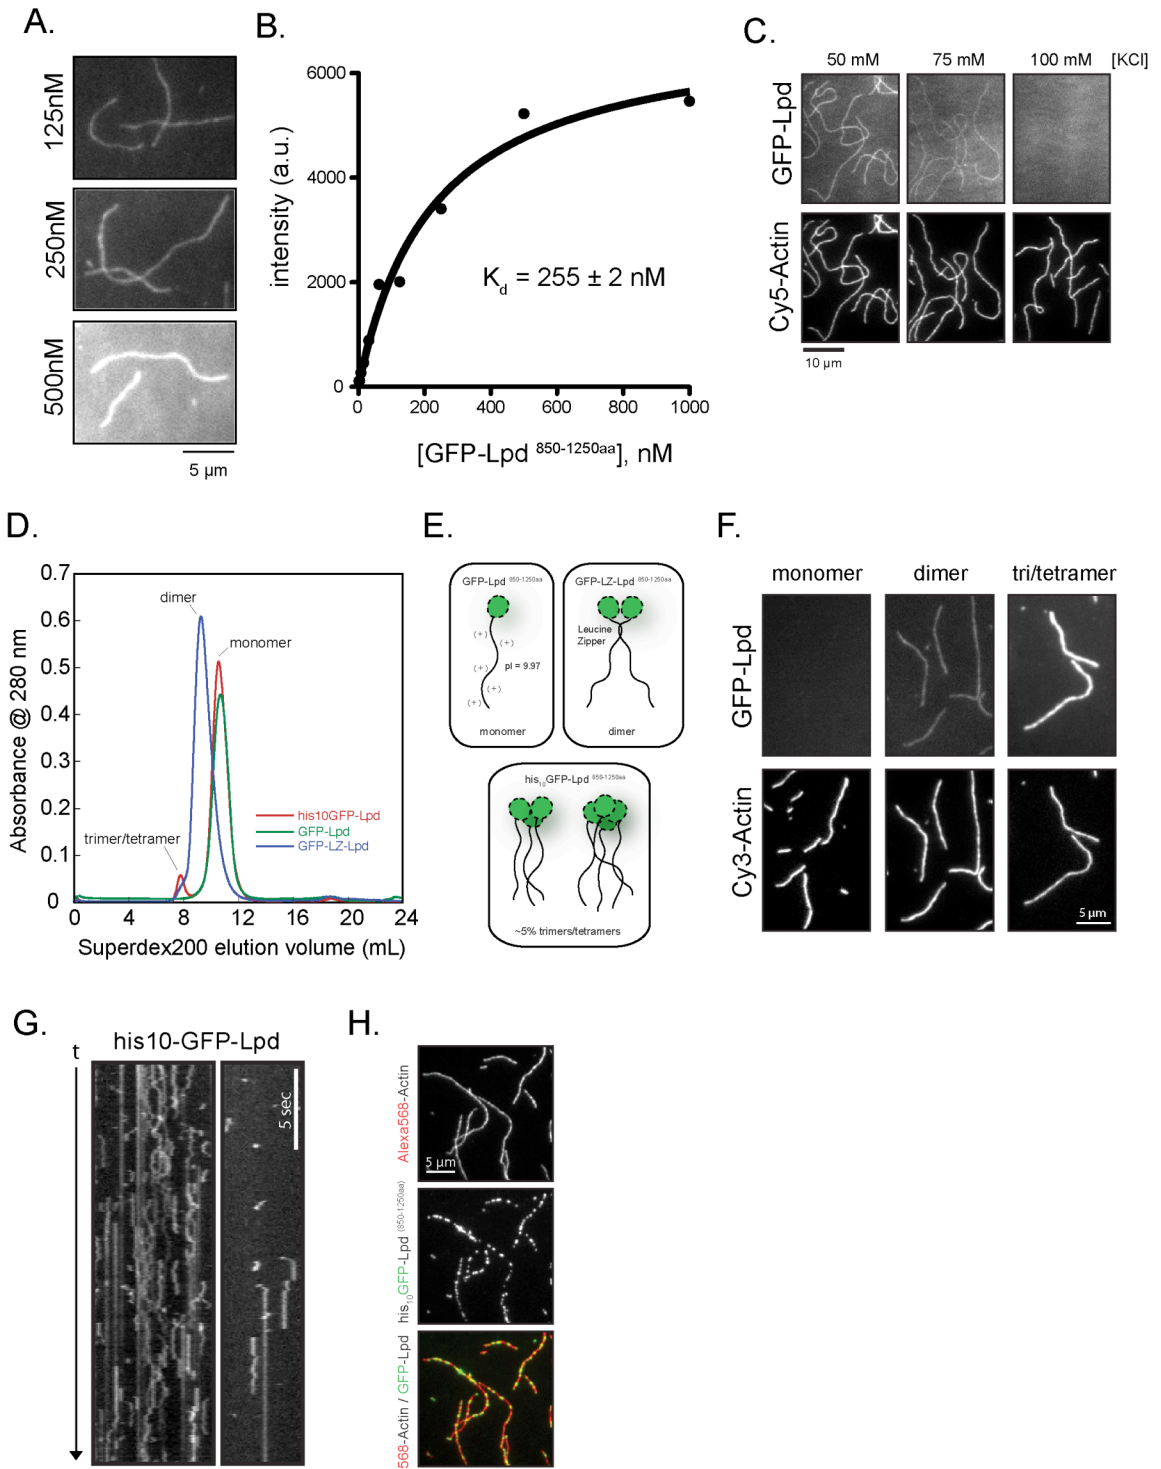 A.
125nM
250nM
500nM
5 µm
B.
6000
4000
2000
0
intensity (a.u.)
K d = 255 ± 2 nM
0 200 400 600 800 1000
[GFP-Lpd 850-1250aa], nM
C.
50 mM 75 mM 100 mM [KCl]
GFP-Lpd
Cy5-Actin
10 µm
D.
0.7
0.6
0.5
0.4
0.3
0.2
0.1
0
Absorbance @ 280 nm
dimer
monomer
trimer/tetramer
his10GFP-Lpd
GFP-Lpd
GFP-LZ-Lpd
0 4 8 12 16 20 24
Superdex200 elution volume (mL)
E.
GFP-Lpd 850-1250aa
(+)
(+)
(+)
(+)
(+)
pI = 9.97
monomer
GFP-LZ-Lpd 850-1250aa
Leucine
Zipper
dimer
his10GFP-Lpd 850-1250aa
~5% trimers/tetramers
F.
monomer dimer tri/tetramer
GFP-Lpd
Cy3-Actin
5 µm
G.
his10-GFP-Lpd
t
5 sec
H.
Alexa568-Actin
5 µm
his10GFP-Lpd (850-1250aa)
568-Actin / GFP-Lpd